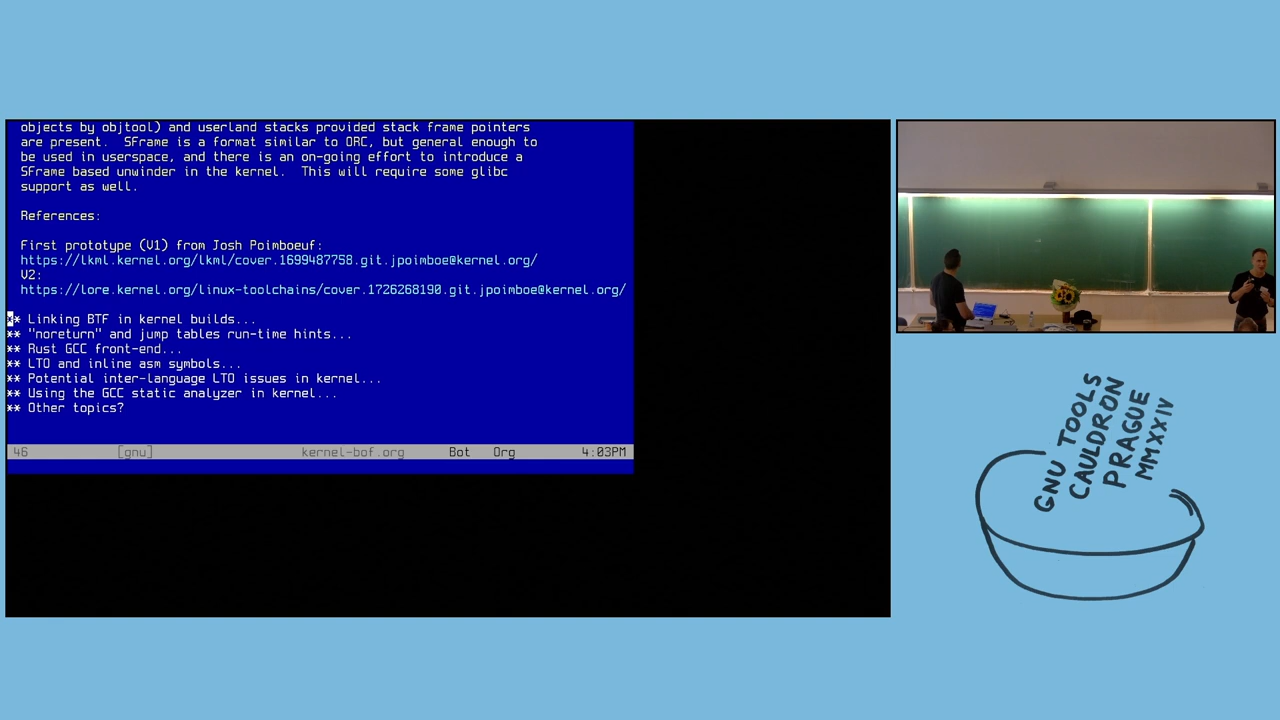 objects by objtool) and userland stacks provided stack frame pointers
are present.  SFrame is a format similar to ORC, but general enough to
be used in userspace, and there is an on-going effort to introduce a
SFrame based unwinder in the kernel.  This will require some glibc
support as well.
References:
First prototype (V1) from Josh Poimboeuf:
https://lkml.kernel.org/lkml/cover.1699487758.git.jpoimboe@kernel.org/
V2:
https://lore.kernel.org/linux-toolchains/cover.1726268190.git.jpoimboe@kernel.org/
** Linking BTF in kernel builds...
** "noreturn" and jump tables run-time hints...
** Rust GCC front-end...
** LTO and inline asm symbols...
** Potential inter-language LTO issues in kernel...
** Using the GCC static analyzer in kernel...
** Other topics?
46 [gnu] kernel-bof.org Bot Org 4:03PM
GNU TOOLS
CAULDRON
PRAGUE
MMXXIV